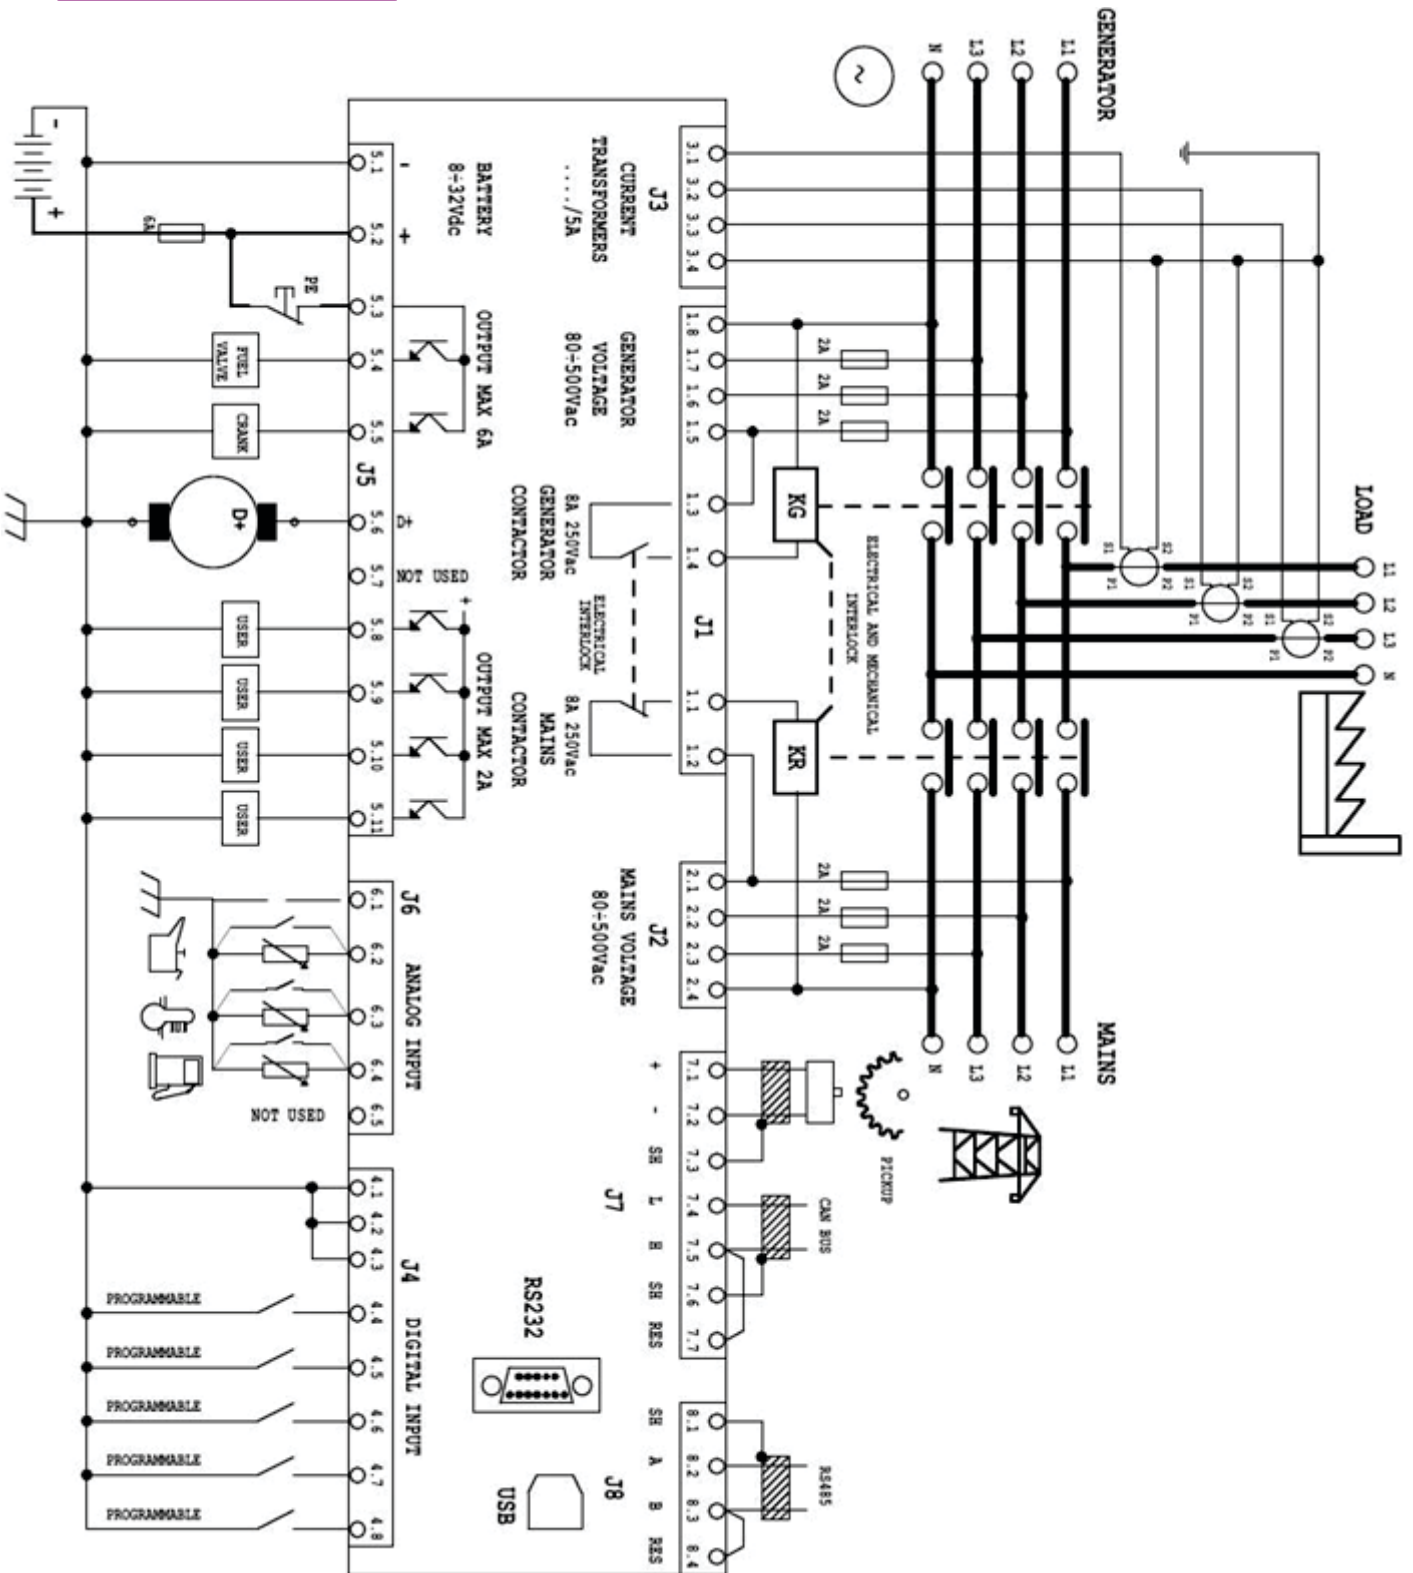 LOAD
L1 L2 L3 N
S2 S2 S2
P2 P2 P2
S1 S1 S1
P1 P1 P1
GENERATOR
MAINS
L1 L1
L2 L2
L3 L3
N N
~
ELECTRICAL AND MECHANICAL
INTERLOCK
PICKUP
2A 2A 2A
KG
KR
2A 2A 2A
CAN BUS
RS485
3.1 3.2 3.3 3.4
1.8 1.7 1.6 1.5 1.3 1.4 1.1 1.2
2.1 2.2 2.3 2.4
7.1 7.2 7.3 7.4 7.5 7.6 7.7
8.1 8.2 8.3 8.4
+ - SH L H SH RES
SH A B RES
J3
J1
J2
J7
J8
CURRENT
TRANSFORMERS
..../5A
GENERATOR
VOLTAGE
80÷500Vac
8A 250Vac
GENERATOR
CONTACTOR
ELECTRICAL
INTERLOCK
8A 250Vac
MAINS
CONTACTOR
MAINS VOLTAGE
80÷500Vac
RS232
USB
BATTERY
8÷32Vdc
OUTPUT MAX 6A
OUTPUT MAX 2A
- +
D+
NOT USED
+
J5
J6
ANALOG INPUT
J4
DIGITAL INPUT
5.1 5.2 5.3 5.4 5.5 5.6 5.7 5.8 5.9 5.10 5.11
6.1 6.2 6.3 6.4 6.5
4.1 4.2 4.3 4.4 4.5 4.6 4.7 4.8
PE
NOT USED
FUEL
VALVE
CRANK
D+
USER
USER
USER
USER
6A
PROGRAMMABLE
PROGRAMMABLE
PROGRAMMABLE
PROGRAMMABLE
PROGRAMMABLE
- +